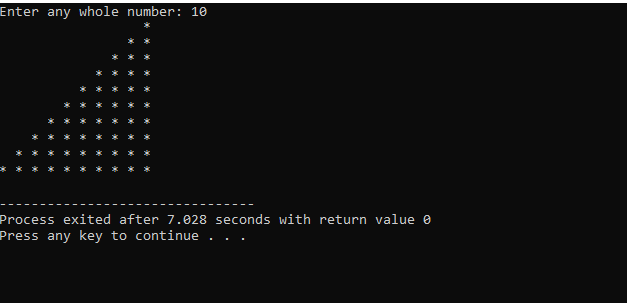 Enter any whole number: 10
                  *
                * *
              * * *
            * * * *
          * * * * *
        * * * * * *
      * * * * * * *
    * * * * * * * *
  * * * * * * * * *
* * * * * * * * * *
--------------------------------
Process exited after 7.028 seconds with return value 0
Press any key to continue . . .